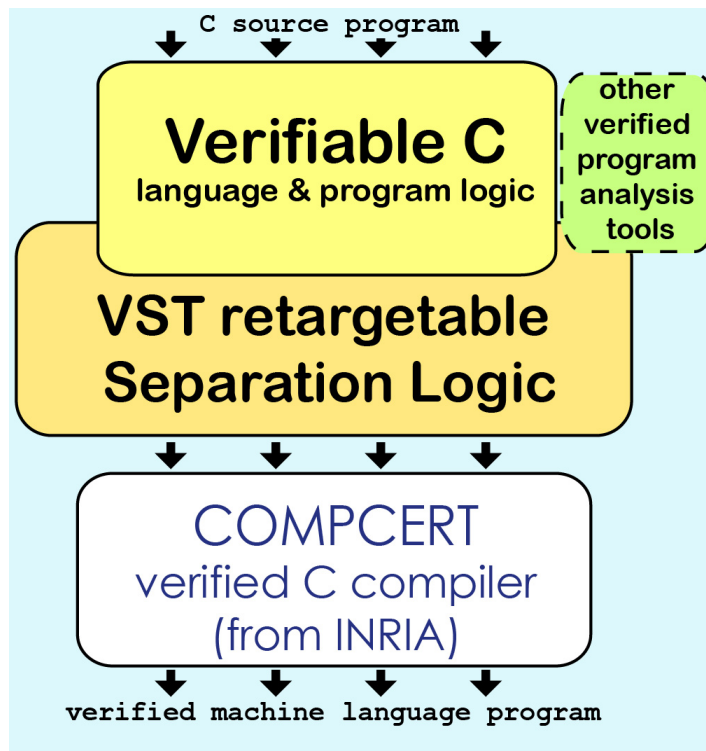 C source program
Verifiable C
language & program logic
other
verified
program
analysis
tools
VST retargetable
Separation Logic
COMPCERT
verified C compiler
(from INRIA)
verified machine language program